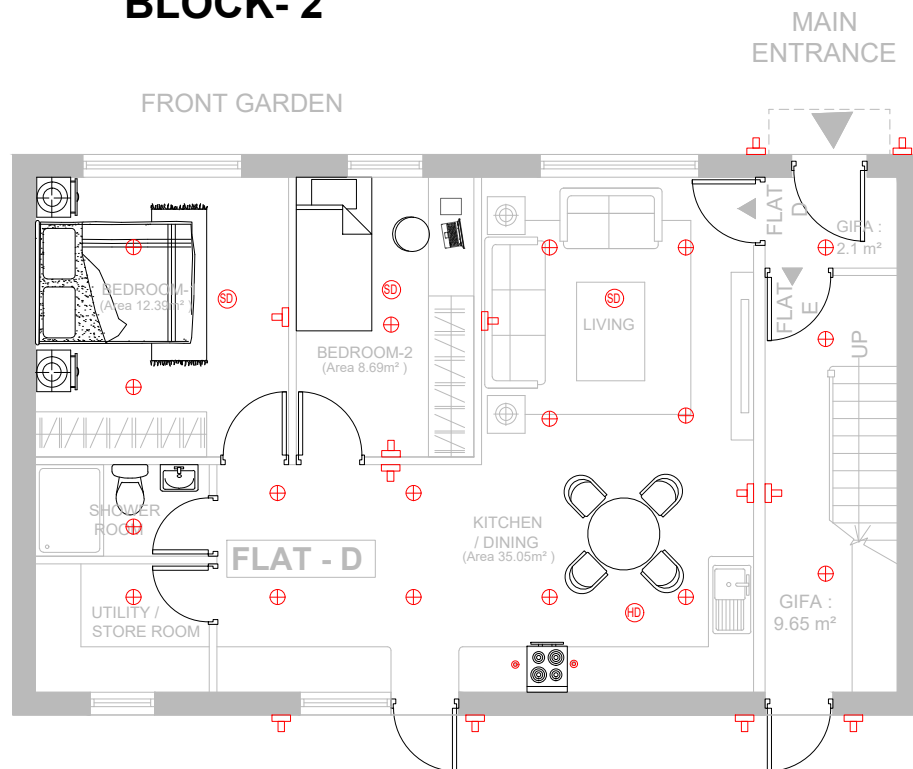 BLOCK- 2
MAIN
ENTRANCE
FRONT GARDEN
FLAT
D
GIFA :
2.1 m²
FLAT
E
UP
BEDROOM-1
(Area 12.39m² )
SD
SD
SD
LIVING
BEDROOM-2
(Area 8.69m² )
SHOWER
ROOM
KITCHEN
/ DINING
(Area 35.05m² )
FLAT - D
UTILITY /
STORE ROOM
HD
GIFA :
9.65 m²